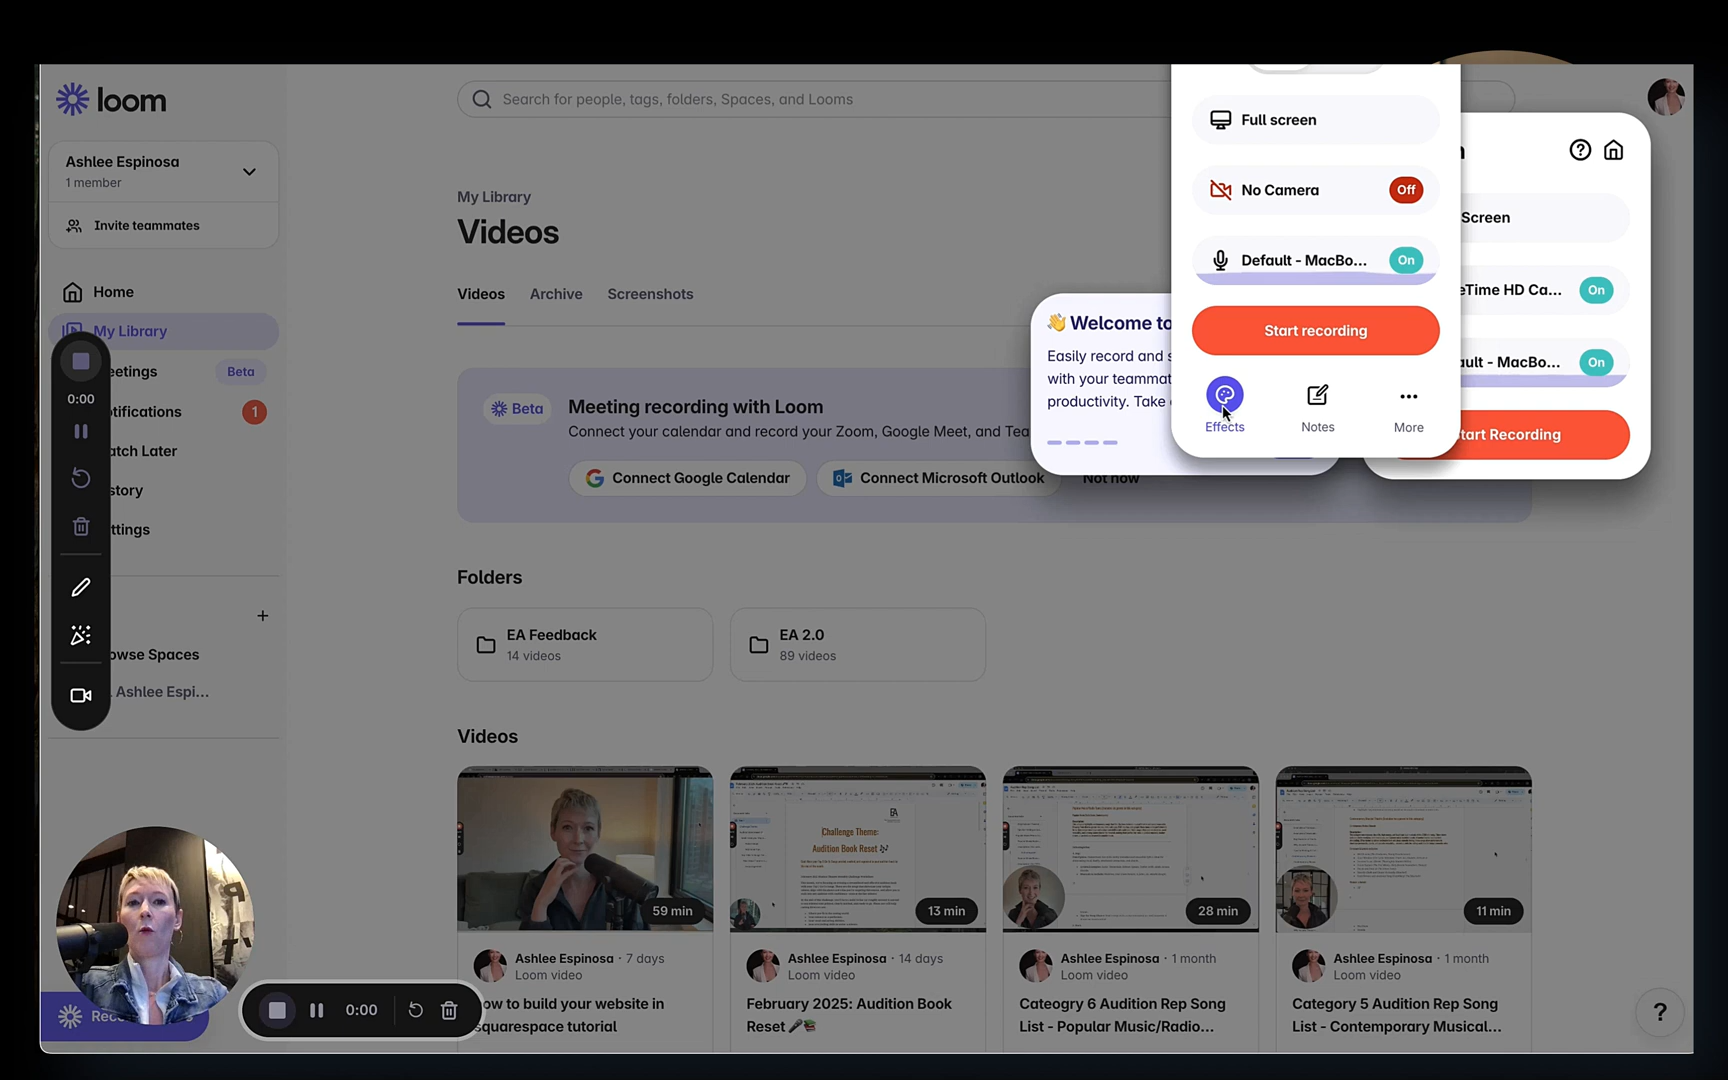 loom
Search for people, tags, folders, Spaces, and Looms
Ashlee Espinosa
1 member
Invite teammates
Home
My Library
eetings
Beta
otifications
1
atch Later
story
ttings
+
owse Spaces
Ashlee Espi...
0:00
My Library
Videos
Videos
Archive
Screenshots
Beta
Meeting recording with Loom
Connect your calendar and record your Zoom, Google Meet, and Tea
Connect Google Calendar
Connect Microsoft Outlook
Not now
👋 Welcome to
Easily record and s
with your teammat
productivity. Take
Full screen
No Camera
Off
Default - MacBo...
On
Start recording
Effects
Notes
More
Screen
eTime HD Ca...
On
ault - MacBo...
On
tart Recording
Folders
EA Feedback
14 videos
EA 2.0
89 videos
Videos
59 min
Ashlee Espinosa · 7 days
Loom video
ow to build your website in
squarespace tutorial
Challenge Theme:
Audition Book Reset
13 min
Ashlee Espinosa · 14 days
Loom video
February 2025: Audition Book
Reset 🎤📚
28 min
Ashlee Espinosa · 1 month
Loom video
Cateogry 6 Audition Rep Song
List - Popular Music/Radio...
11 min
Ashlee Espinosa · 1 month
Loom video
Category 5 Audition Rep Song
List - Contemporary Musical...
Rec
0:00
?